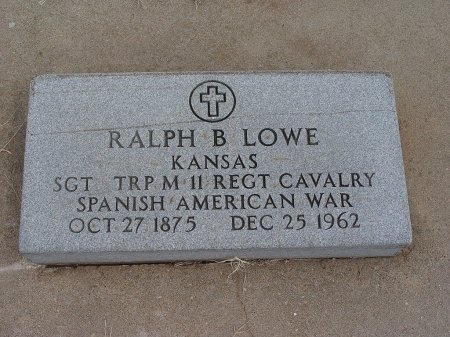 RALPH B LOWE
KANSAS
SGT TRP M 11 REGT CAVALRY
SPANISH AMERICAN WAR
OCT 27 1875 DEC 25 1962